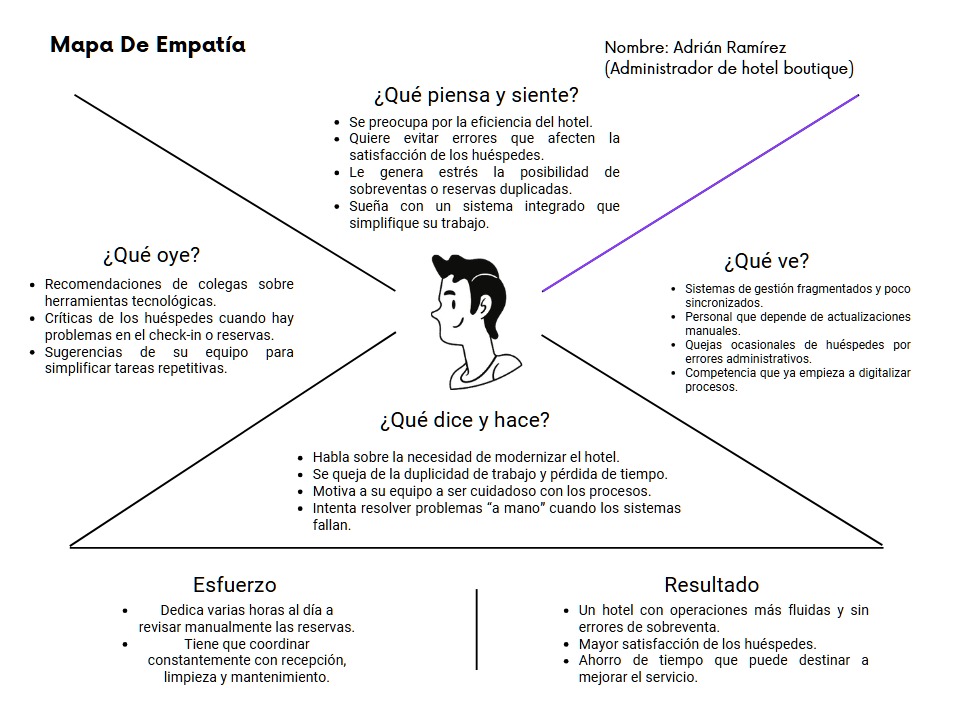 Mapa De Empatía
Nombre: Adrián Ramírez
(Administrador de hotel boutique)
¿Qué piensa y siente?
• Se preocupa por la eficiencia del hotel.
• Quiere evitar errores que afecten la
satisfacción de los huéspedes.
• Le genera estrés la posibilidad de
sobreventas o reservas duplicadas.
• Sueña con un sistema integrado que
simplifique su trabajo.
¿Qué oye?
• Recomendaciones de colegas sobre
herramientas tecnológicas.
• Críticas de los huéspedes cuando hay
problemas en el check-in o reservas.
• Sugerencias de su equipo para
simplificar tareas repetitivas.
¿Qué ve?
• Sistemas de gestión fragmentados y poco
sincronizados.
• Personal que depende de actualizaciones
manuales.
• Quejas ocasionales de huéspedes por
errores administrativos.
• Competencia que ya empieza a digitalizar
procesos.
¿Qué dice y hace?
• Habla sobre la necesidad de modernizar el hotel.
• Se queja de la duplicidad de trabajo y pérdida de tiempo.
• Motiva a su equipo a ser cuidadoso con los procesos.
• Intenta resolver problemas “a mano” cuando los sistemas
fallan.
Esfuerzo
• Dedica varias horas al día a
revisar manualmente las reservas.
• Tiene que coordinar
constantemente con recepción,
limpieza y mantenimiento.
Resultado
• Un hotel con operaciones más fluidas y sin
errores de sobreventa.
• Mayor satisfacción de los huéspedes.
• Ahorro de tiempo que puede destinar a
mejorar el servicio.